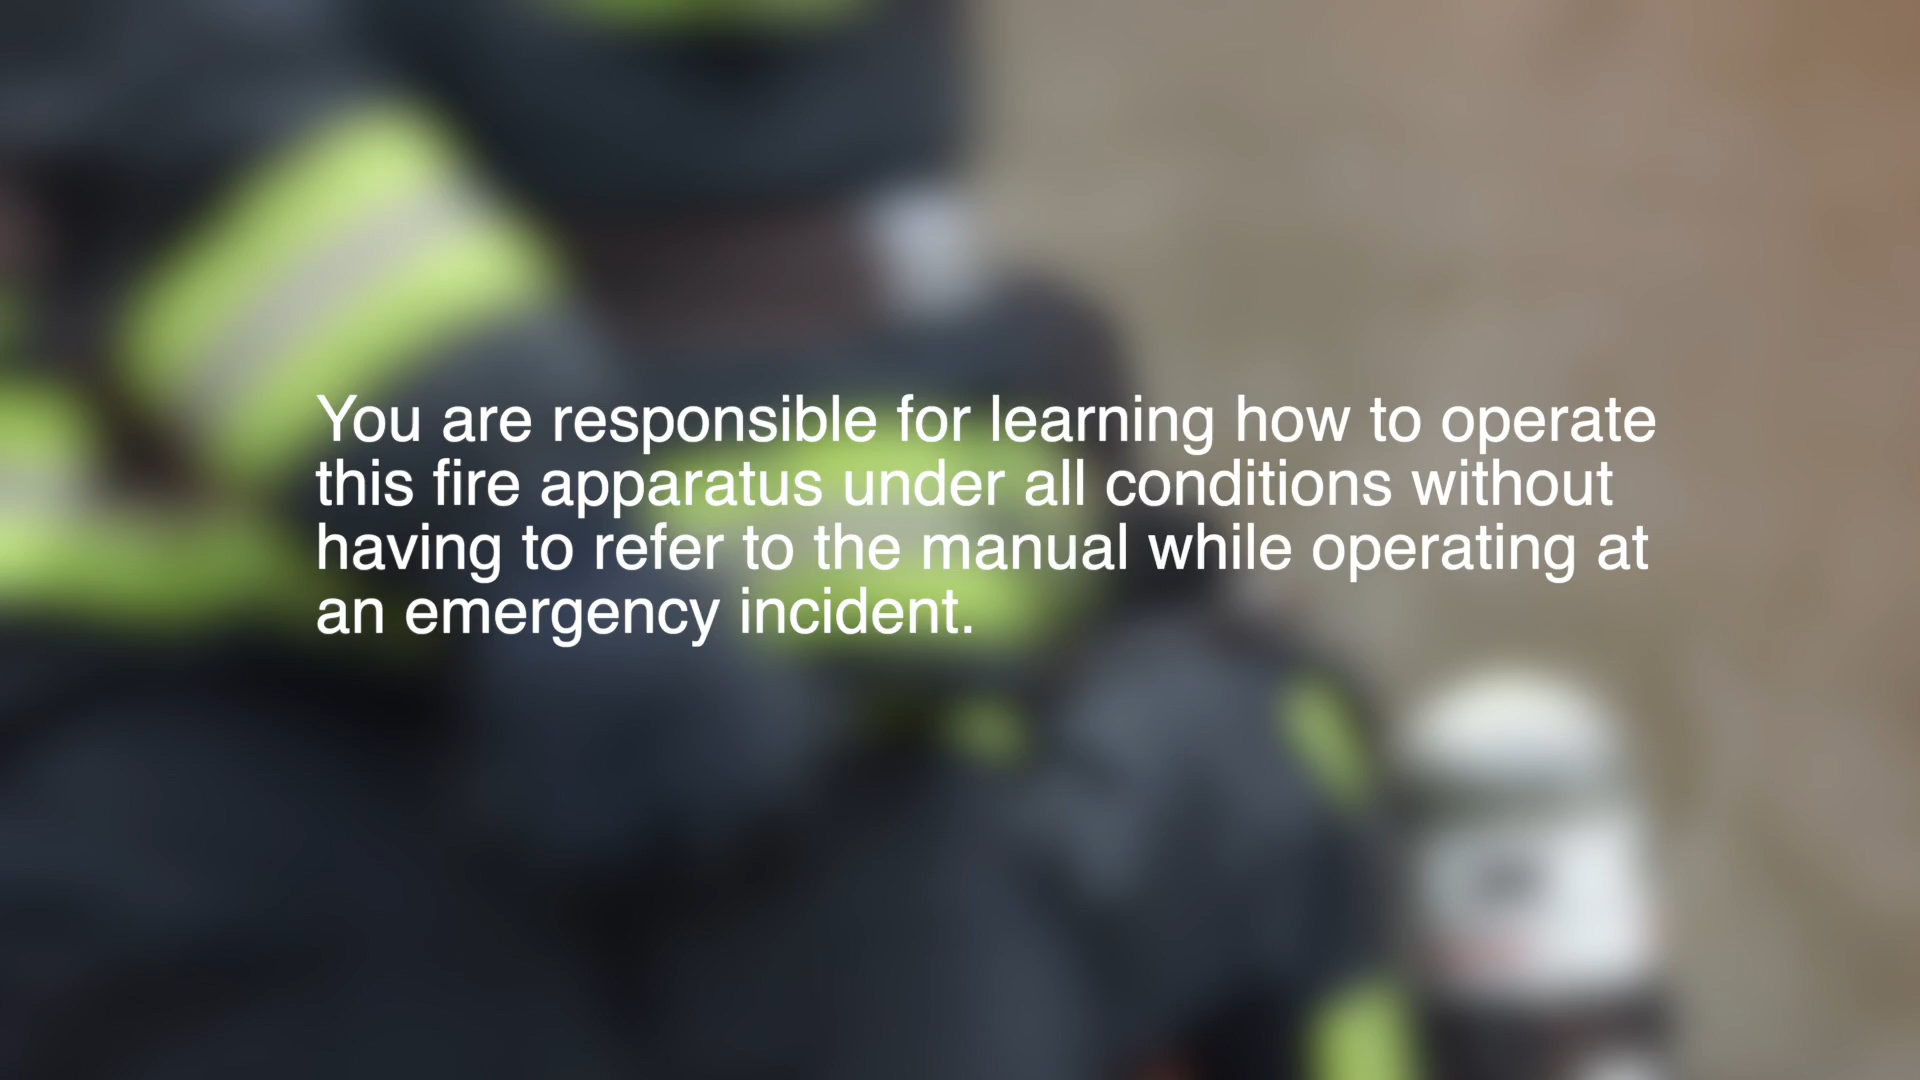 You are responsible for learning how to operate
this fire apparatus under all conditions without
having to refer to the manual while operating at
an emergency incident.